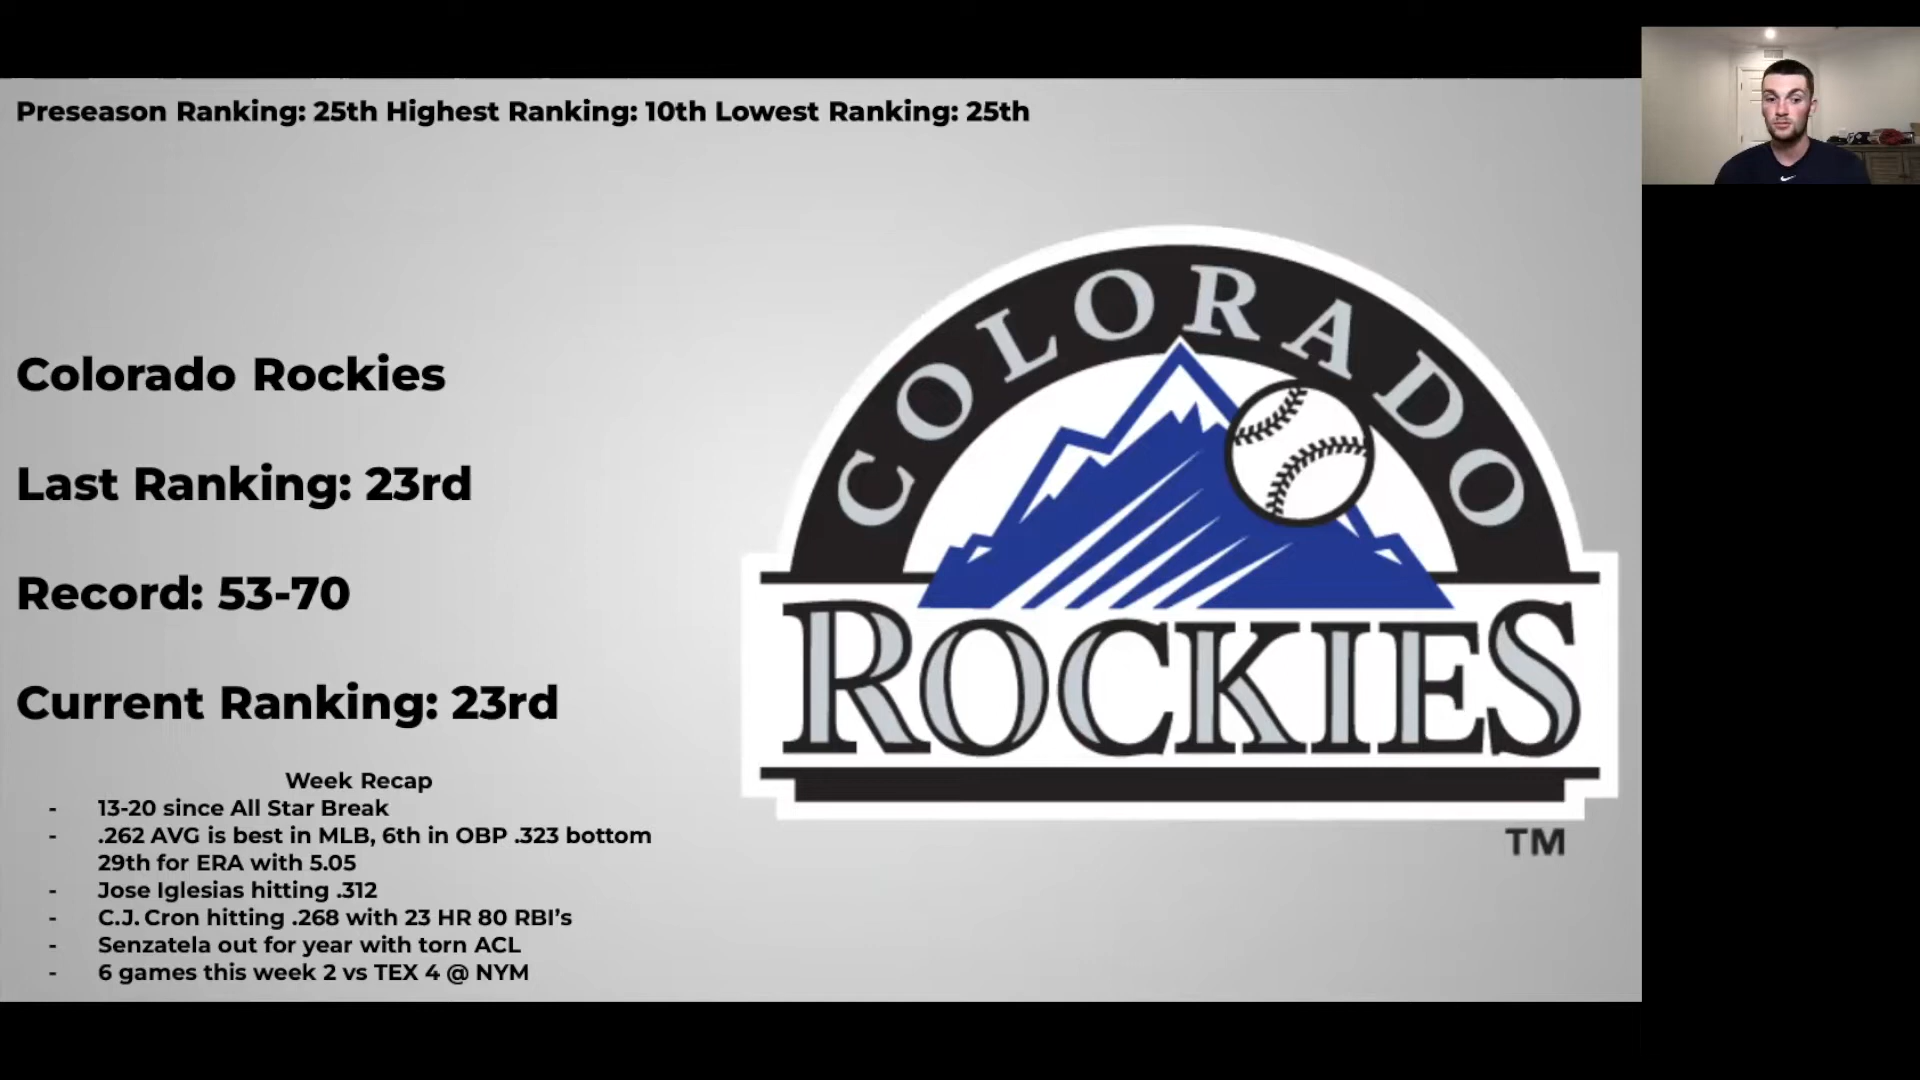 Preseason Ranking: 25th Highest Ranking: 10th Lowest Ranking: 25th
Colorado Rockies
Last Ranking: 23rd
Record: 53-70
Current Ranking: 23rd
Week Recap
- 13-20 since All Star Break
- .262 AVG is best in MLB, 6th in OBP .323 bottom
29th for ERA with 5.05
- Jose Iglesias hitting .312
- C.J. Cron hitting .268 with 23 HR 80 RBI's
- Senzatela out for year with torn ACL
- 6 games this week 2 vs TEX 4 @ NYM
COLORADO
ROCKIES
TM